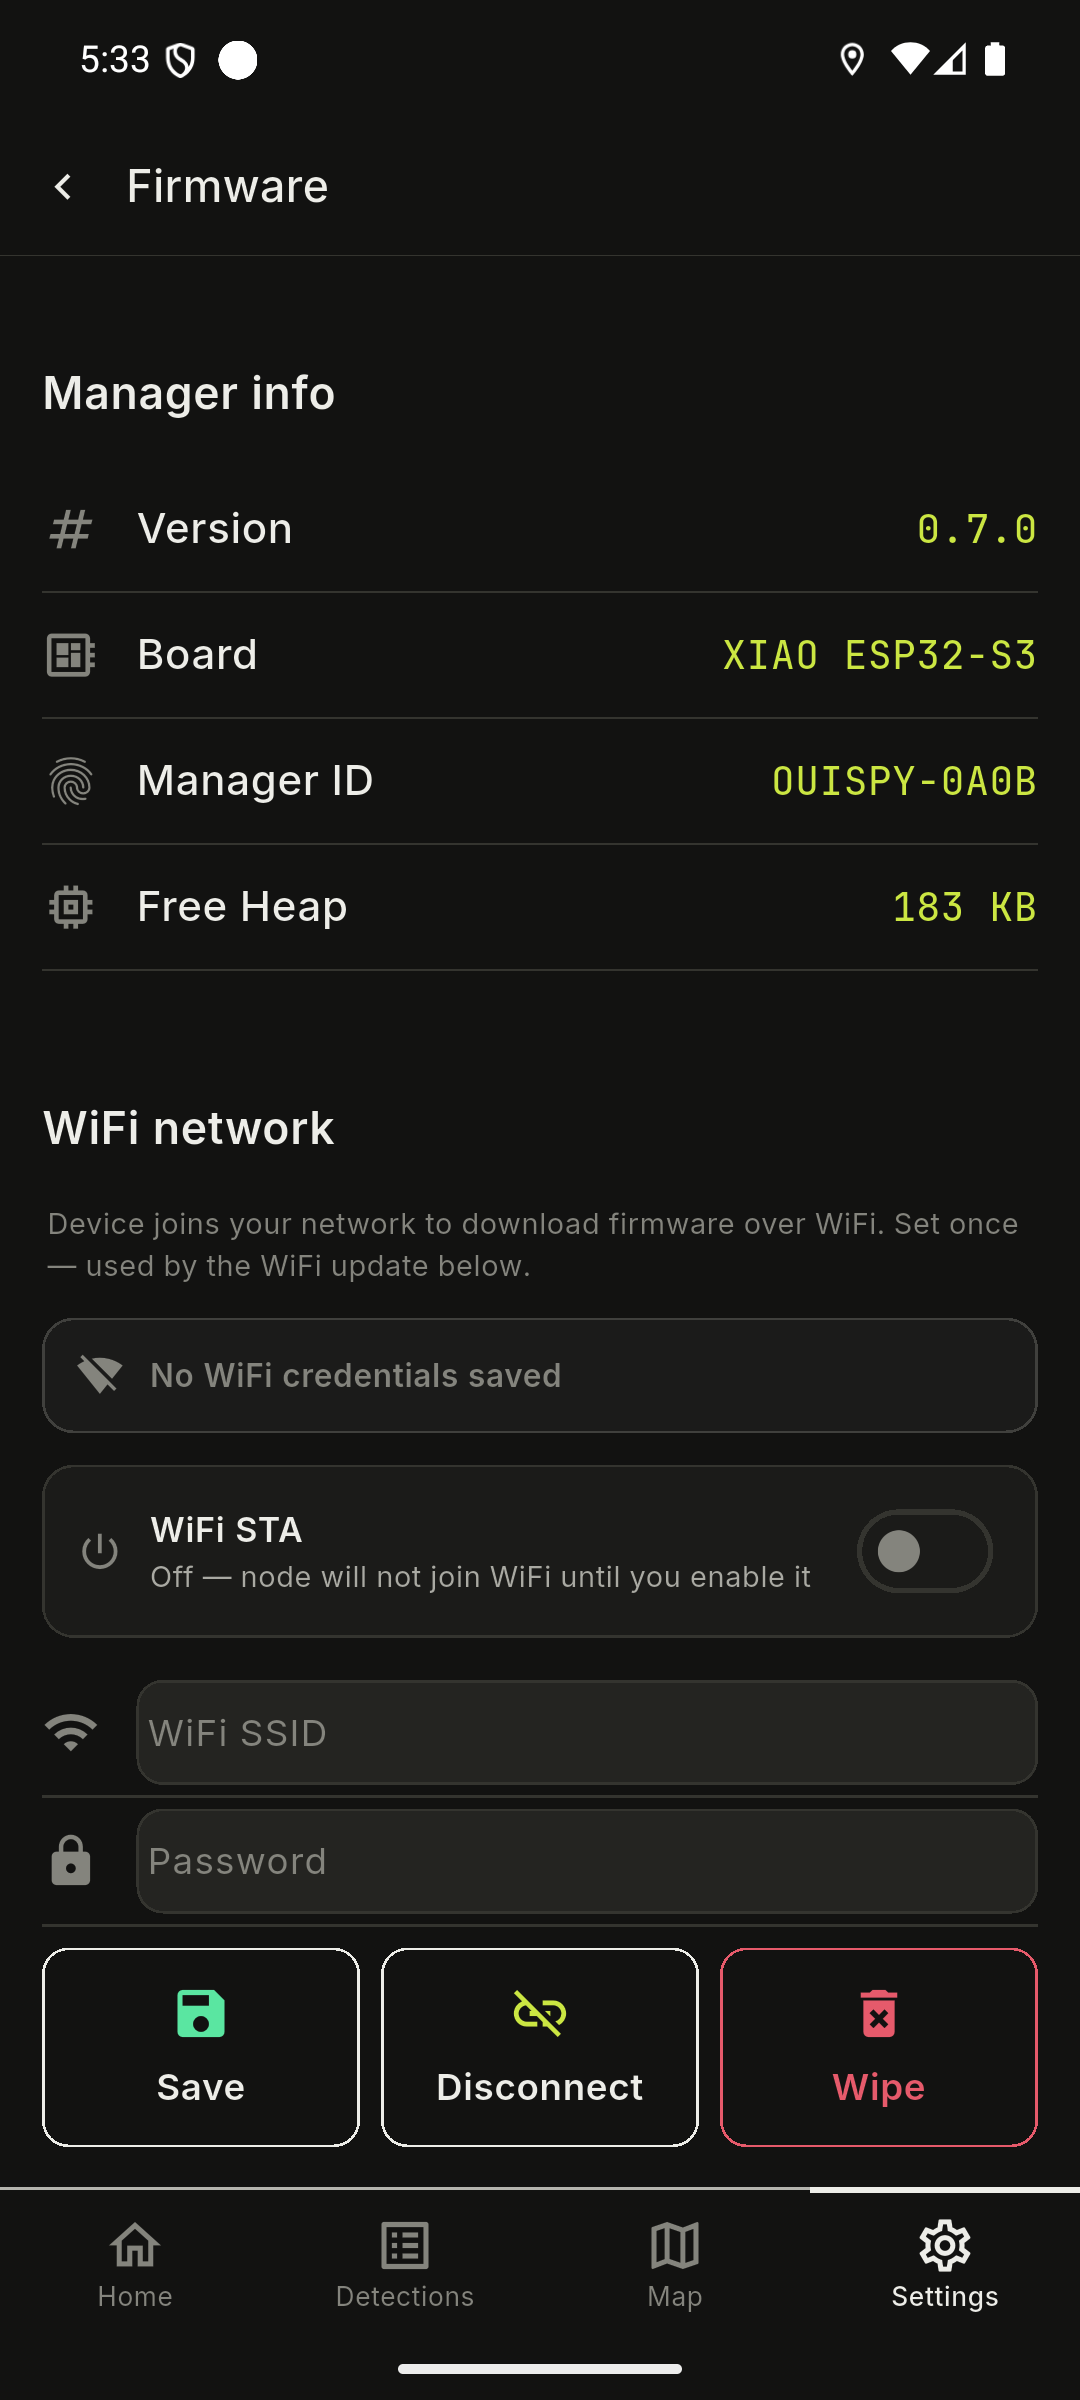 5:33
Firmware
Manager info
Version 0.7.0
Board XIAO ESP32-S3
Manager ID OUISPY-0A0B
Free Heap 183 KB
WiFi network
Device joins your network to download firmware over WiFi. Set once
— used by the WiFi update below.
No WiFi credentials saved
WiFi STA
Off — node will not join WiFi until you enable it
WiFi SSID
Password
Save Disconnect Wipe
Home Detections Map Settings